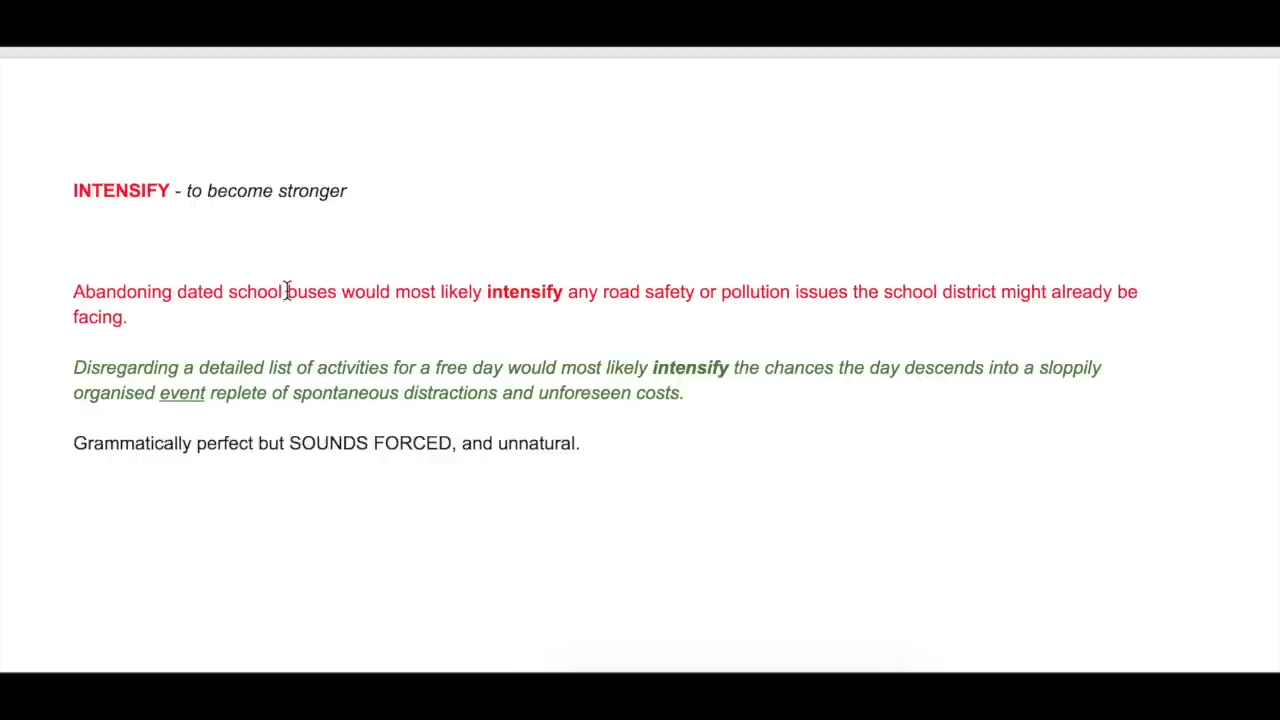 INTENSIFY - to become stronger
Abandoning dated school buses would most likely intensify any road safety or pollution issues the school district might already be
facing.
Disregarding a detailed list of activities for a free day would most likely intensify the chances the day descends into a sloppily
organised event replete of spontaneous distractions and unforeseen costs.
Grammatically perfect but SOUNDS FORCED, and unnatural.